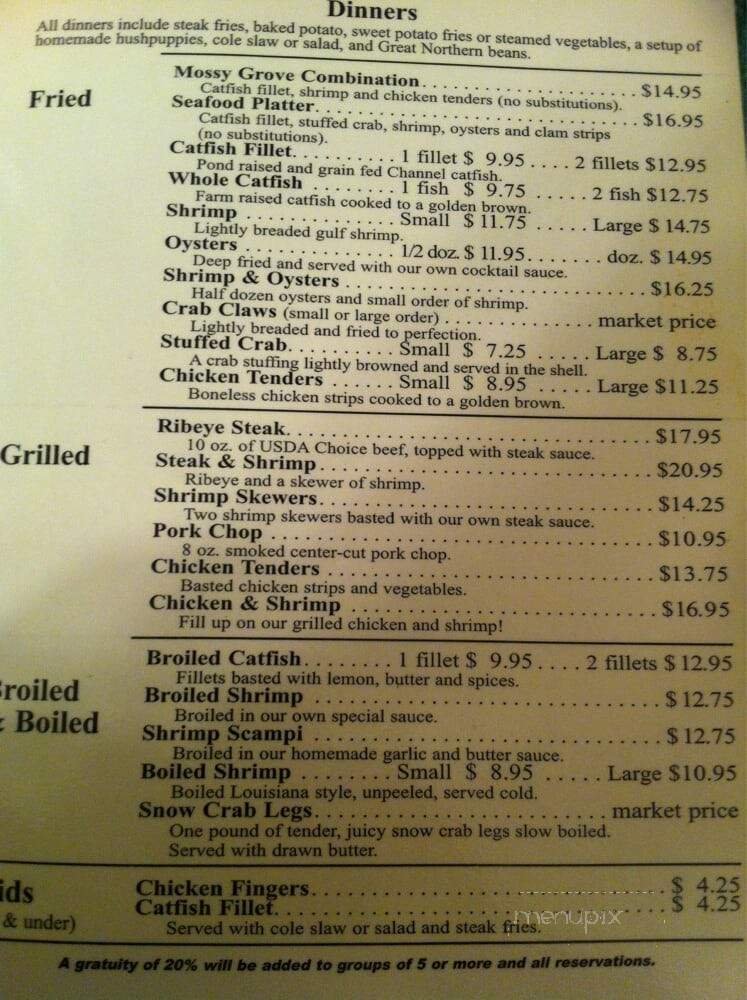 Dinners
All dinners include steak fries, baked potato, sweet potato fries or steamed vegetables, a setup of
homemade hushpuppies, cole slaw or salad, and Great Northern beans.
Fried
Mossy Grove Combination. . . . . . . . . . . . . . . . . . . . . . $14.95
Catfish fillet, shrimp and chicken tenders (no substitutions).
Seafood Platter. . . . . . . . . . . . . . . . . . . . . . . . . . . . . . . $16.95
Catfish fillet, stuffed crab, shrimp, oysters and clam strips
(no substitutions).
Catfish Fillet. . . . . . . . . . 1 fillet $ 9.95 . . . . 2 fillets $12.95
Pond raised and grain fed Channel catfish.
Whole Catfish . . . . . . . . 1 fish $ 9.75 . . . . . 2 fish $12.75
Farm raised catfish cooked to a golden brown.
Shrimp . . . . . . . . . . . . . . Small $ 11.75 . . . . . Large $ 14.75
Lightly breaded gulf shrimp.
Oysters . . . . . . . . . . . . . . 1/2 doz. $ 11.95. . . . . . . doz. $ 14.95
Deep fried and served with our own cocktail sauce.
Shrimp & Oysters . . . . . . . . . . . . . . . . . . . . . . . . . . . . $16.25
Half dozen oysters and small order of shrimp.
Crab Claws (small or large order) . . . . . . . . . . . . . market price
Lightly breaded and fried to perfection.
Stuffed Crab. . . . . . . . . . Small $ 7.25 . . . . . Large $ 8.75
A crab stuffing lightly browned and served in the shell.
Chicken Tenders . . . . . . Small $ 8.95 . . . . . Large $11.25
Boneless chicken strips cooked to a golden brown.
Grilled
Ribeye Steak. . . . . . . . . . . . . . . . . . . . . . . . . . . . . . . . . $17.95
10 oz. of USDA Choice beef, topped with steak sauce.
Steak & Shrimp. . . . . . . . . . . . . . . . . . . . . . . . . . . . . . $20.95
Ribeye and a skewer of shrimp.
Shrimp Skewers. . . . . . . . . . . . . . . . . . . . . . . . . . . . . . $14.25
Two shrimp skewers basted with our own steak sauce.
Pork Chop . . . . . . . . . . . . . . . . . . . . . . . . . . . . . . . . . . $10.95
8 oz. smoked center-cut pork chop.
Chicken Tenders . . . . . . . . . . . . . . . . . . . . . . . . . . . . . $13.75
Basted chicken strips and vegetables.
Chicken & Shrimp . . . . . . . . . . . . . . . . . . . . . . . . . . . $16.95
Fill up on our grilled chicken and shrimp!
Broiled Catfish. . . . . . . . 1 fillet $ 9.95 . . . . 2 fillets $ 12.95
Fillets basted with lemon, butter and spices.
roiled
& Boiled
Broiled Shrimp . . . . . . . . . . . . . . . . . . . . . . . . . . . . . . $ 12.75
Broiled in our own special sauce.
Shrimp Scampi . . . . . . . . . . . . . . . . . . . . . . . . . . . . . . $ 12.75
Broiled in our homemade garlic and butter sauce.
Boiled Shrimp . . . . . . . . Small $ 8.95 . . . . . Large $10.95
Boiled Louisiana style, unpeeled, served cold.
Snow Crab Legs. . . . . . . . . . . . . . . . . . . . . . . . . market price
One pound of tender, juicy snow crab legs slow boiled.
Served with drawn butter.
ids
& under)
Chicken Fingers. . . . . . . . . . . . . . . . . . . . . . . . . . . . . . $ 4.25
Catfish Fillet. . . . . . . . . . . . . . . . . . . . . . . . . . . . . . . . . $ 4.25
Served with cole slaw or salad and steak fries.
menupix
A gratuity of 20% will be added to groups of 5 or more and all reservations.